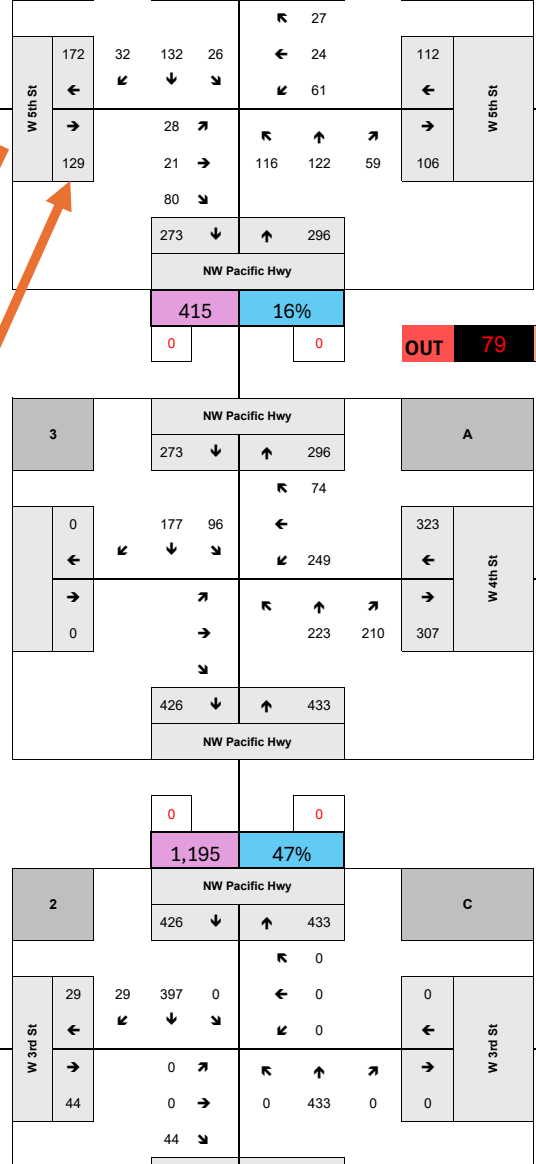 27
172 32 132 26 24 112
61
W 5th St W 5th St
28
129 21 116 122 59 106
80
273 296
NW Pacific Hwy
415 16%
0 0
OUT 79
NW Pacific Hwy
3 A
273 296
74
0 177 96 323
249
W 4th St
0 223 210 307
426 433
NW Pacific Hwy
0 0
1,195 47%
NW Pacific Hwy
2 C
426 433
0
29 29 397 0 0 0
0
W 3rd St W 3rd St
0
44 0 0 433 0 0
44